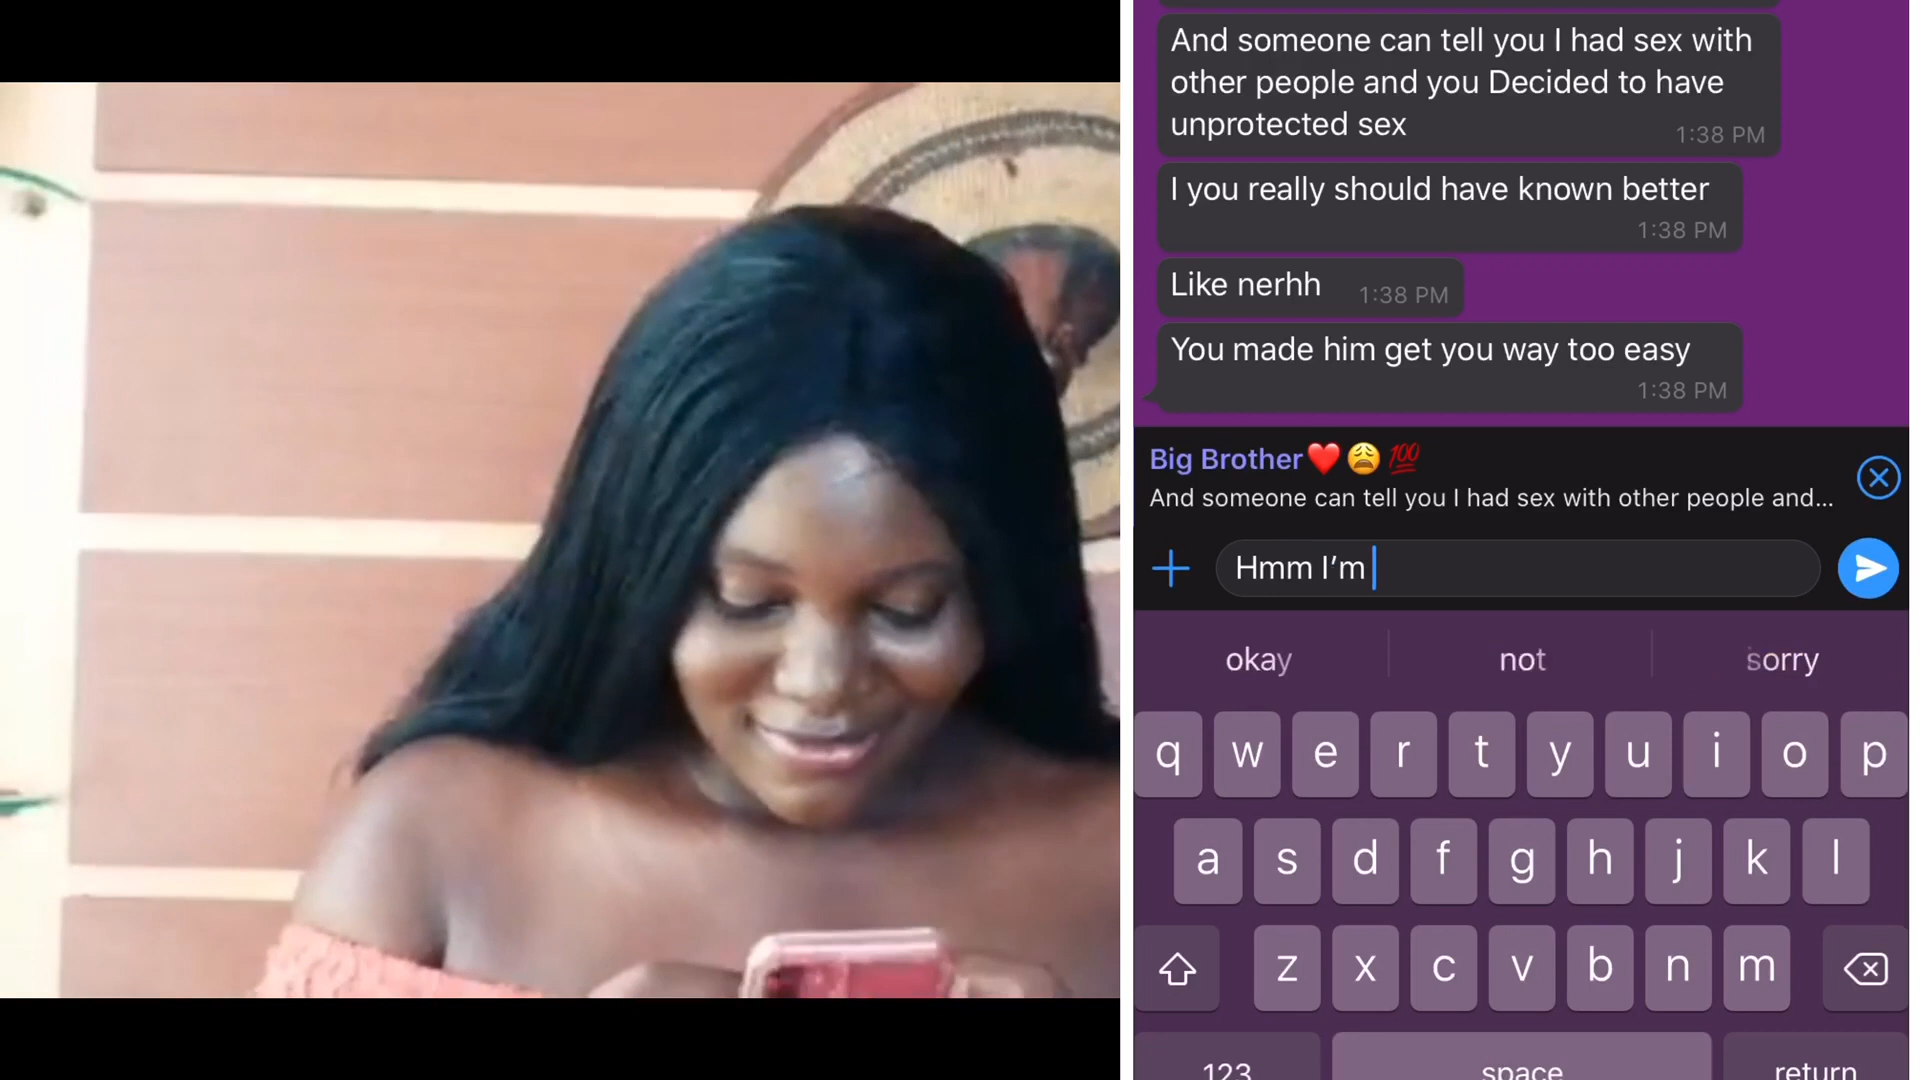 And someone can tell you I had sex with
other people and you Decided to have
unprotected sex
1:38 PM
I you really should have known better
1:38 PM
Like nerhh 1:38 PM
You made him get you way too easy
1:38 PM
Big Brother❤️😩💯
And someone can tell you I had sex with other people and...
Hmm I'm
okay not sorry
q w e r t y u i o p
a s d f g h j k l
z x c v b n m
123 space return